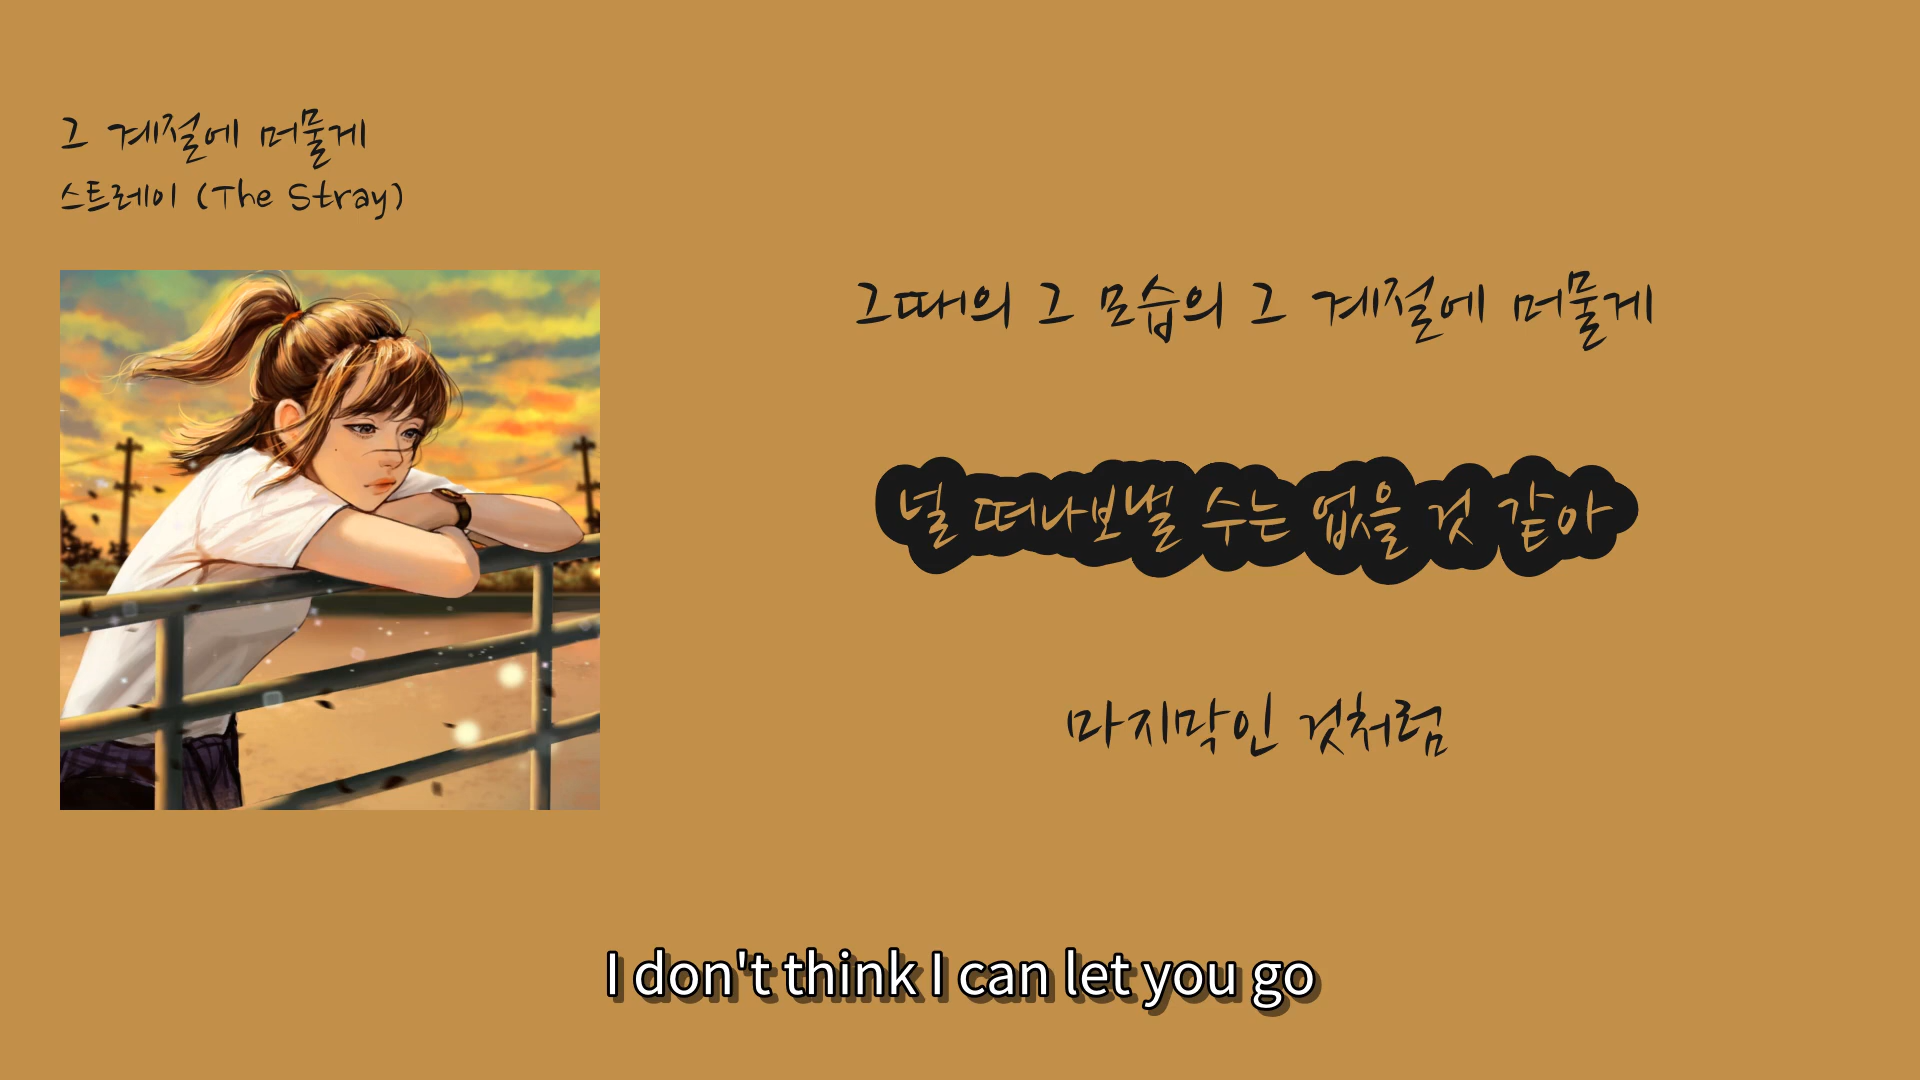 그 계절에 머물게
스트레이 (The Stray)
그때의 그 모습의 그 계절에 머물게
널 떠나보낼 수는 없을 것 같아
마지막인 것처럼
I don't think I can let you go